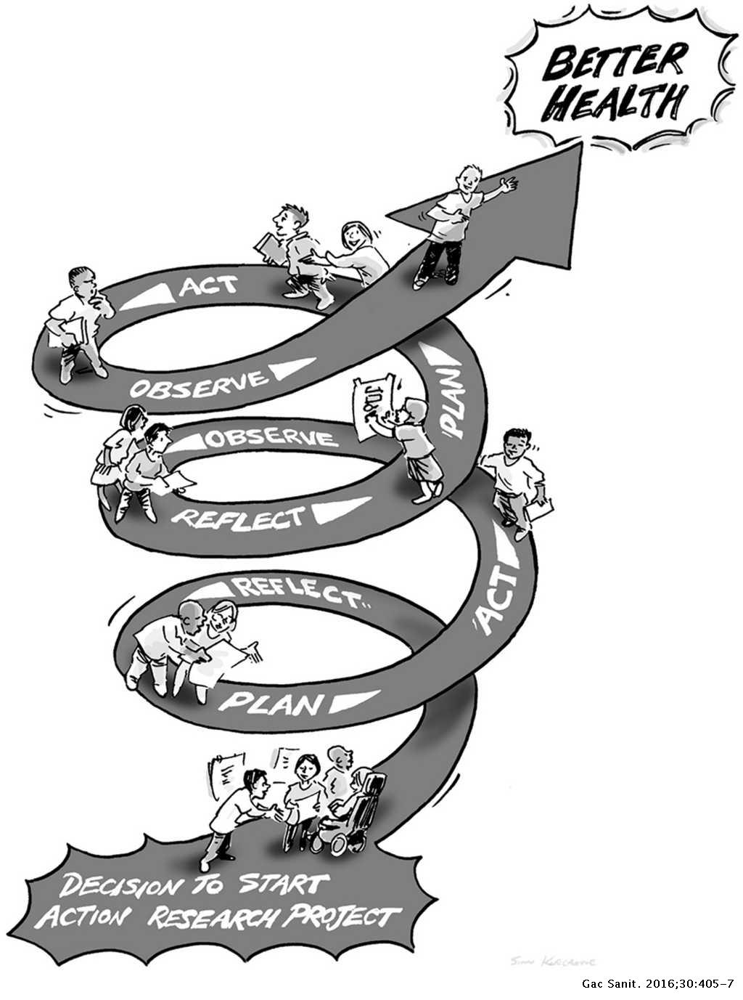 BETTER
HEALTH
ACT
OBSERVE
PLAN
OBSERVE
REFLECT
ACT
REFLECT
PLAN
DECISION TO START
ACTION RESEARCH PROJECT
Gac Sanit. 2016;30:405–7